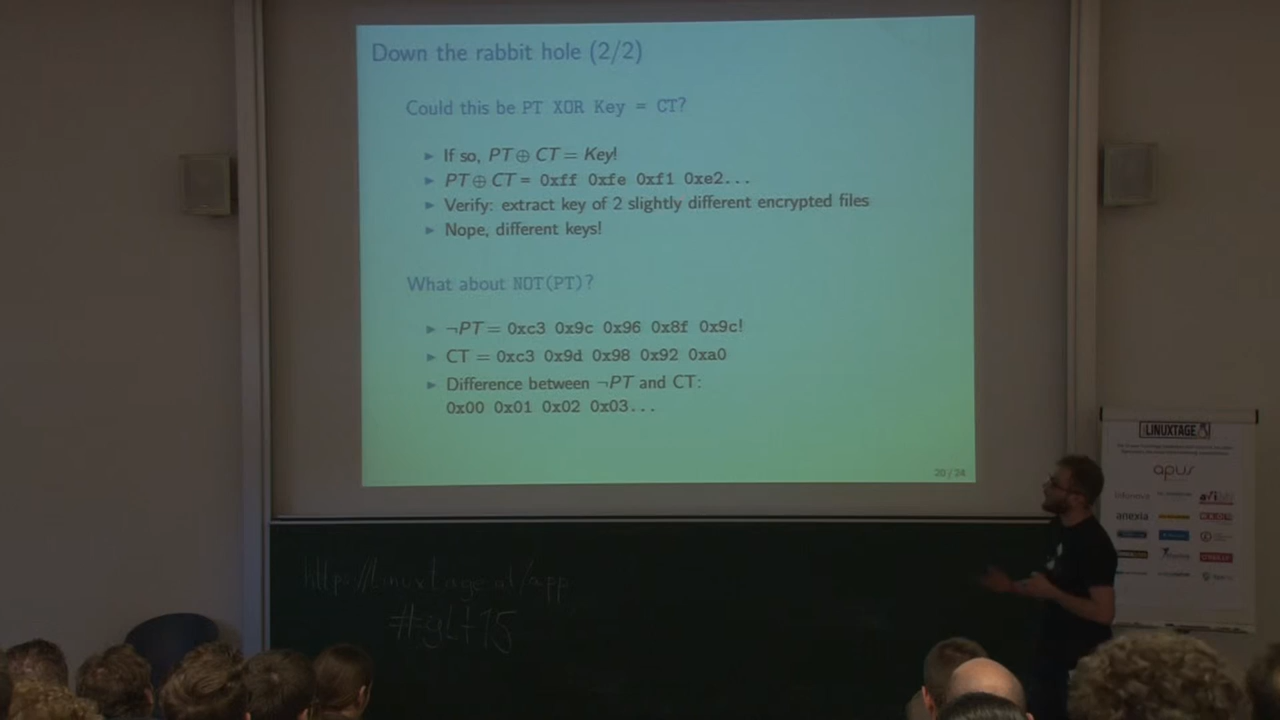 Down the rabbit hole (2/2)
Could this be PT XOR Key = CT?
► If so, PT ⊕ CT = Key!
► PT ⊕ CT = 0xff 0xfe 0xf1 0xe2...
► Verify: extract key of 2 slightly different encrypted files
► Nope, different keys!
What about NOT(PT)?
► ¬PT = 0xc3 0x9c 0x96 0x8f 0x9c!
► CT = 0xc3 0x9d 0x98 0x92 0xa0
► Difference between ¬PT and CT:
0x00 0x01 0x02 0x03...
20 / 24
LINUXTAGE
apus
anexia
http://linuxtage.at/app
#glt15